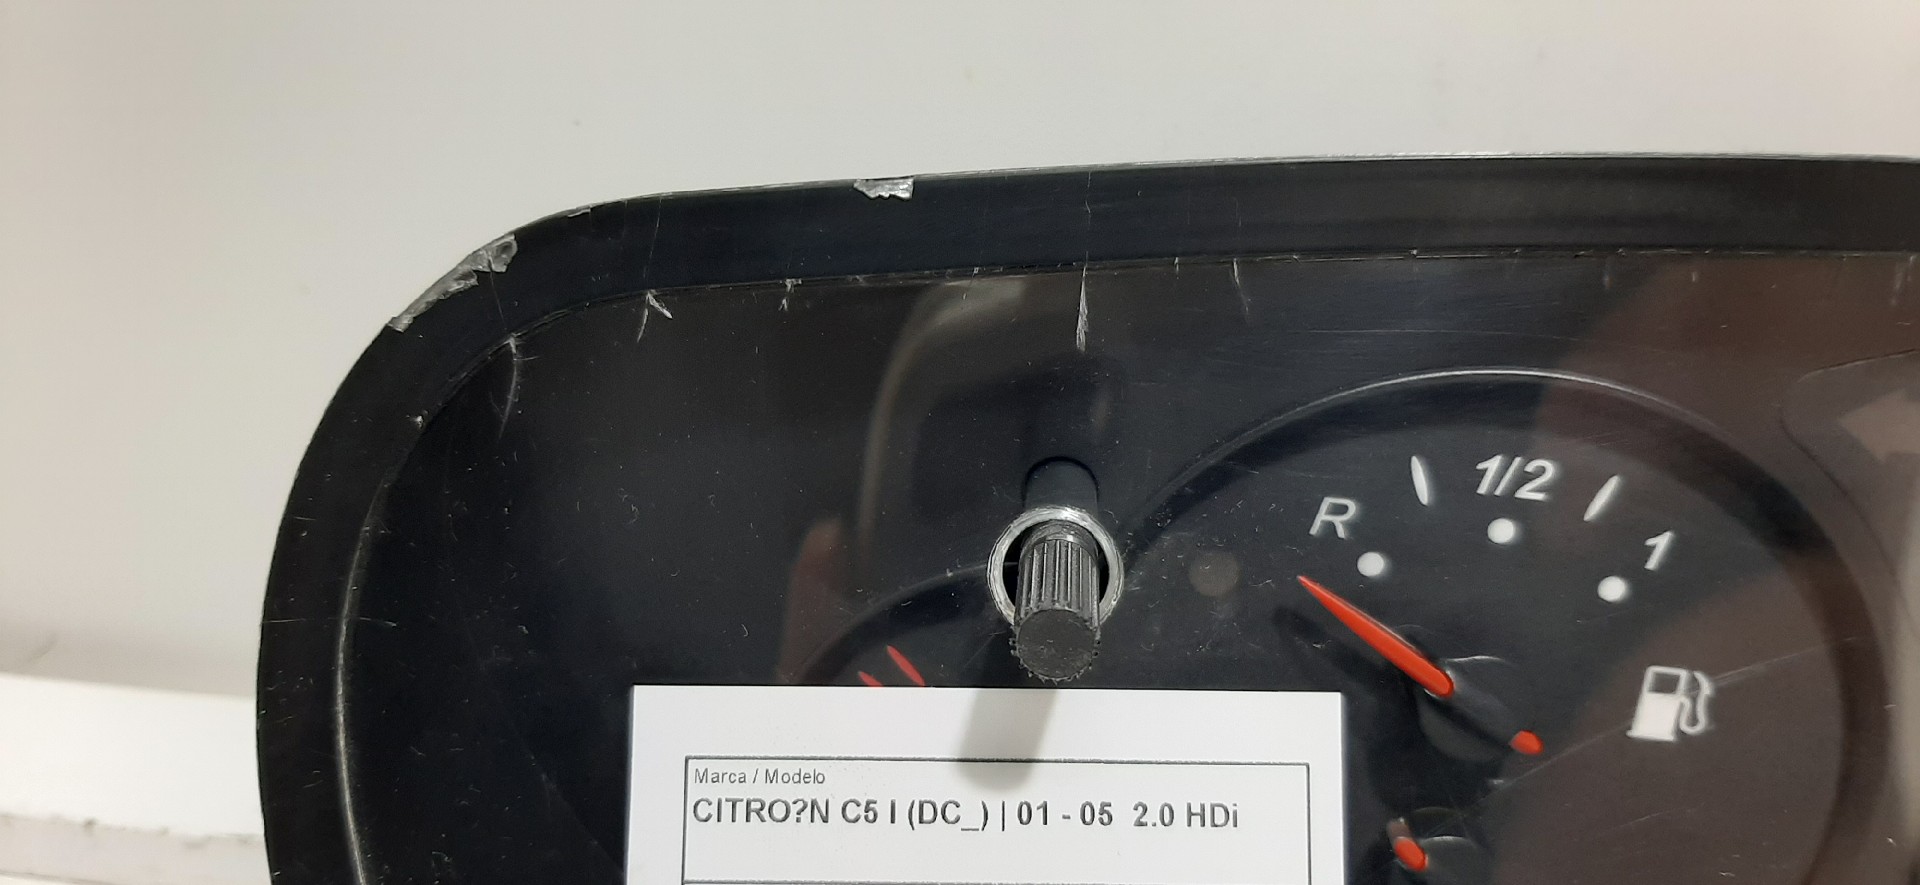 R 1/2 1
Marca / Modelo
CITRO?N C5 I (DC_) | 01 - 05 2.0 HDi